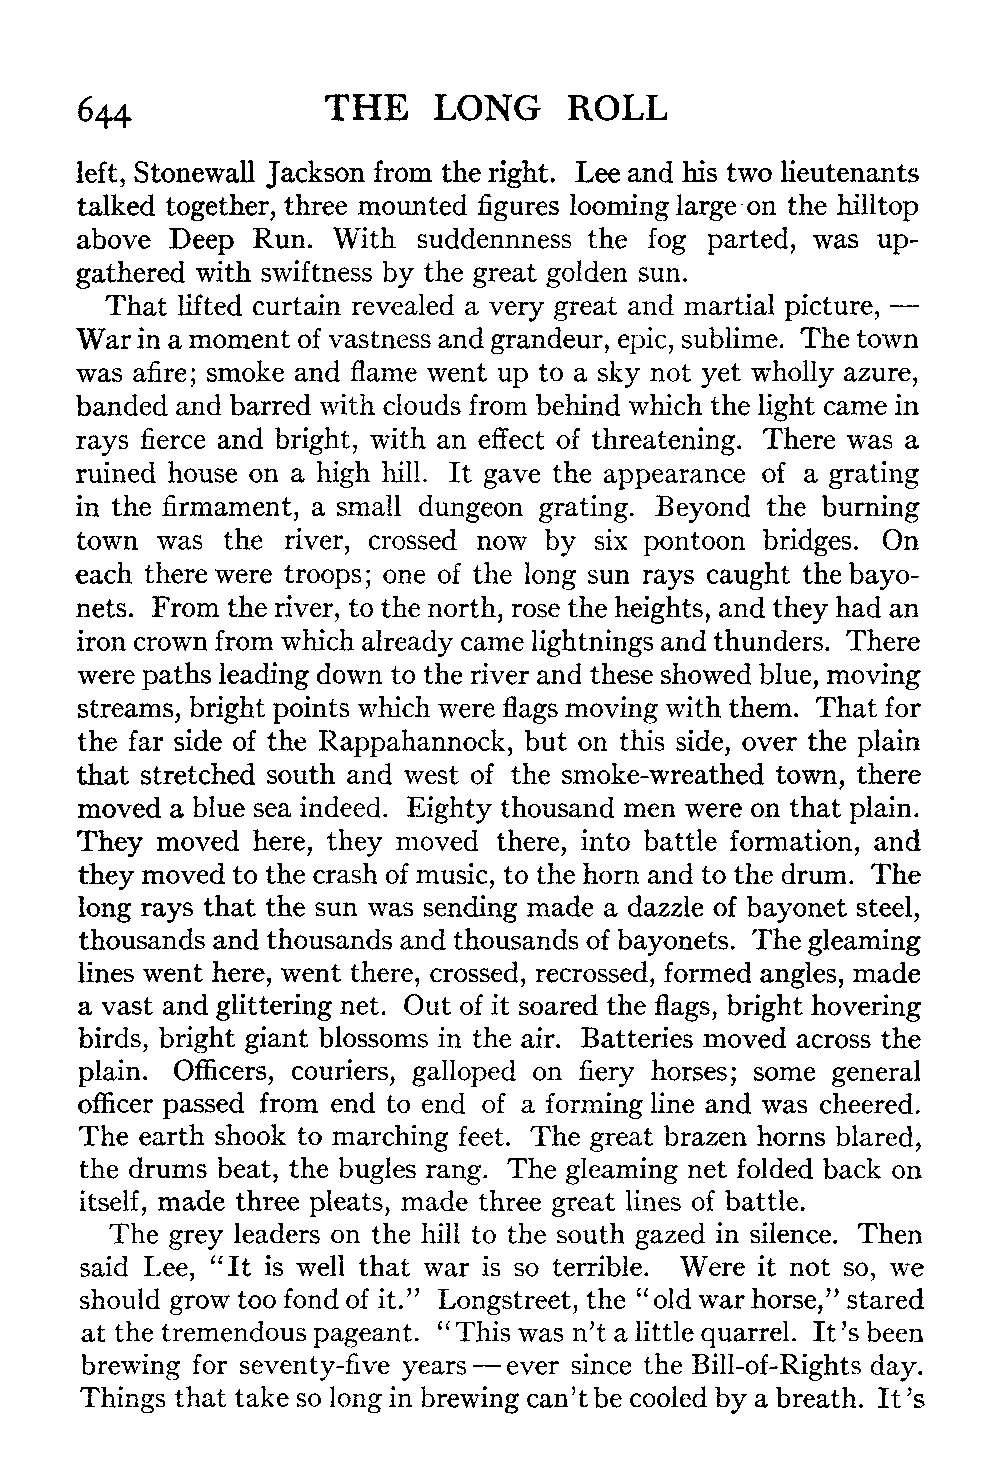 644 THE LONG ROLL
left, Stonewall Jackson from the right. Lee and his two lieutenants
talked together, three mounted figures looming large on the hilltop
above Deep Run. With suddennness the fog parted, was up-
gathered with swiftness by the great golden sun.
That lifted curtain revealed a very great and martial picture, —
War in a moment of vastness and grandeur, epic, sublime. The town
was afire; smoke and flame went up to a sky not yet wholly azure,
banded and barred with clouds from behind which the light came in
rays fierce and bright, with an effect of threatening. There was a
ruined house on a high hill. It gave the appearance of a grating
in the firmament, a small dungeon grating. Beyond the burning
town was the river, crossed now by six pontoon bridges. On
each there were troops; one of the long sun rays caught the bayo-
nets. From the river, to the north, rose the heights, and they had an
iron crown from which already came lightnings and thunders. There
were paths leading down to the river and these showed blue, moving
streams, bright points which were flags moving with them. That for
the far side of the Rappahannock, but on this side, over the plain
that stretched south and west of the smoke-wreathed town, there
moved a blue sea indeed. Eighty thousand men were on that plain.
They moved here, they moved there, into battle formation, and
they moved to the crash of music, to the horn and to the drum. The
long rays that the sun was sending made a dazzle of bayonet steel,
thousands and thousands and thousands of bayonets. The gleaming
lines went here, went there, crossed, recrossed, formed angles, made
a vast and glittering net. Out of it soared the flags, bright hovering
birds, bright giant blossoms in the air. Batteries moved across the
plain. Officers, couriers, galloped on fiery horses; some general
officer passed from end to end of a forming line and was cheered.
The earth shook to marching feet. The great brazen horns blared,
the drums beat, the bugles rang. The gleaming net folded back on
itself, made three pleats, made three great lines of battle.
The grey leaders on the hill to the south gazed in silence. Then
said Lee, "It is well that war is so terrible. Were it not so, we
should grow too fond of it." Longstreet, the "old war horse," stared
at the tremendous pageant. "This was n't a little quarrel. It's been
brewing for seventy-five years — ever since the Bill-of-Rights day.
Things that take so long in brewing can't be cooled by a breath. It's